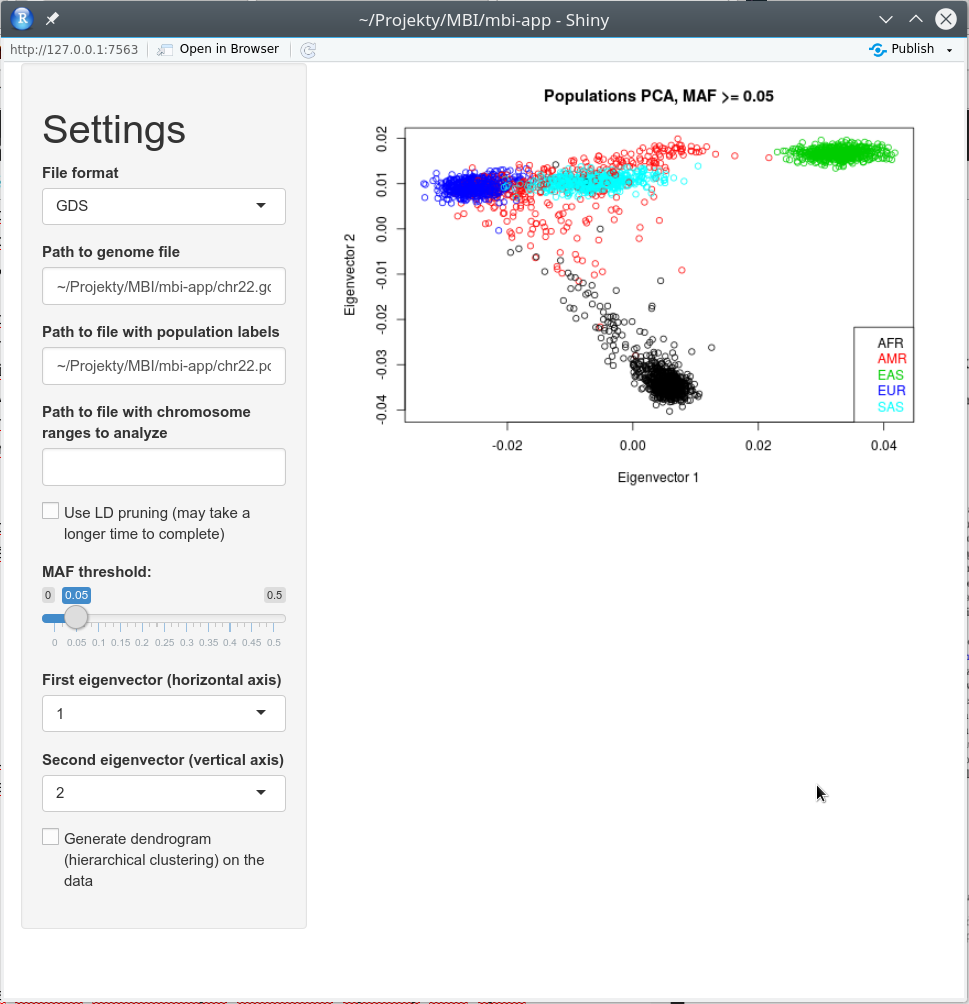 R
~/Projekty/MBI/mbi-app - Shiny
http://127.0.0.1:7563 Open in Browser Publish
Settings
File format
GDS
Path to genome file
~/Projekty/MBI/mbi-app/chr22.gc
Path to file with population labels
~/Projekty/MBI/mbi-app/chr22.pc
Path to file with chromosome
ranges to analyze
Use LD pruning (may take a
longer time to complete)
MAF threshold:
0 0.05 0.5
0 0.05 0.1 0.15 0.2 0.25 0.3 0.35 0.4 0.45 0.5
First eigenvector (horizontal axis)
1
Second eigenvector (vertical axis)
2
Generate dendrogram
(hierarchical clustering) on the
data
Populations PCA, MAF >= 0.05
Eigenvector 2
0.02
0.01
0.00
-0.01
-0.02
-0.03
-0.04
AFR
AMR
EAS
EUR
SAS
-0.02 0.00 0.02 0.04
Eigenvector 1